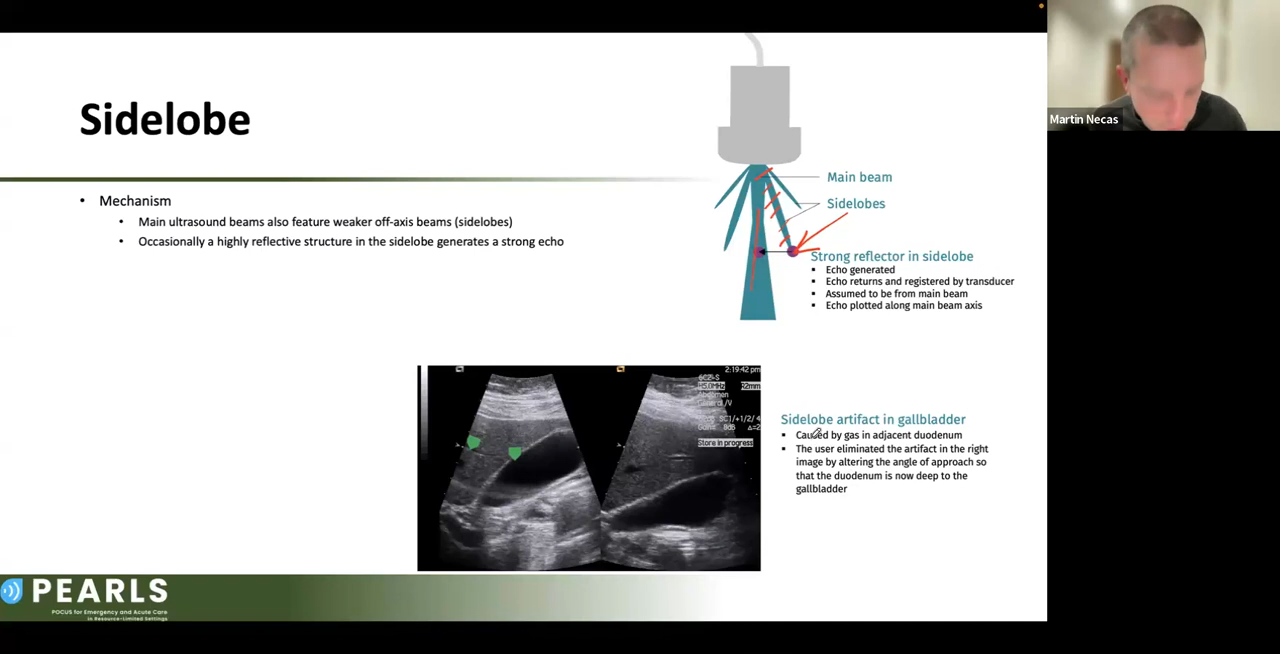 Sidelobe
Mechanism
Main ultrasound beams also feature weaker off-axis beams (sidelobes)
Occasionally a highly reflective structure in the sidelobe generates a strong echo
Main beam
Sidelobes
Strong reflector in sidelobe
Echo generated
Echo returns and registered by transducer
Assumed to be from main beam
Echo plotted along main beam axis
2:19:42 pm
Abdomen
Store in progress
Sidelobe artifact in gallbladder
Caused by gas in adjacent duodenum
The user eliminated the artifact in the right
image by altering the angle of approach so
that the duodenum is now deep to the
gallbladder
PEARLS
POCUS for Emergency and Acute Care
in Resource-Limited Settings
Martin Necas